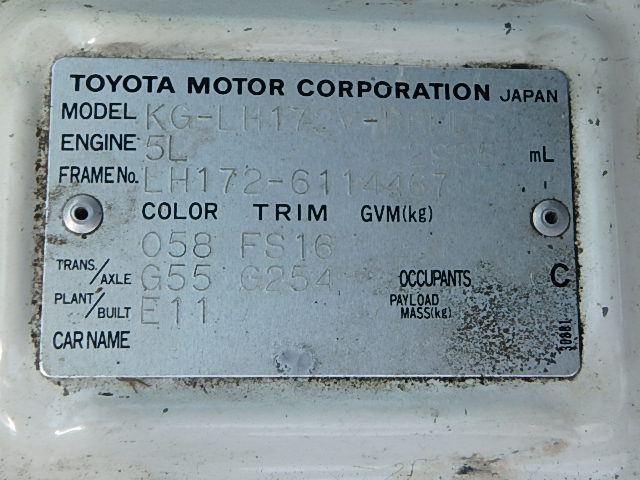 TOYOTA MOTOR CORPORATION JAPAN
MODEL
ENGINE 5L mL
FRAME No. LH172-6114467
COLOR TRIM GVM(kg)
058 FS16
TRANS./AXLE G55 G254 OCCUPANTS C
PLANT/BUILT E11 PAYLOAD MASS(kg)
CAR NAME
30881